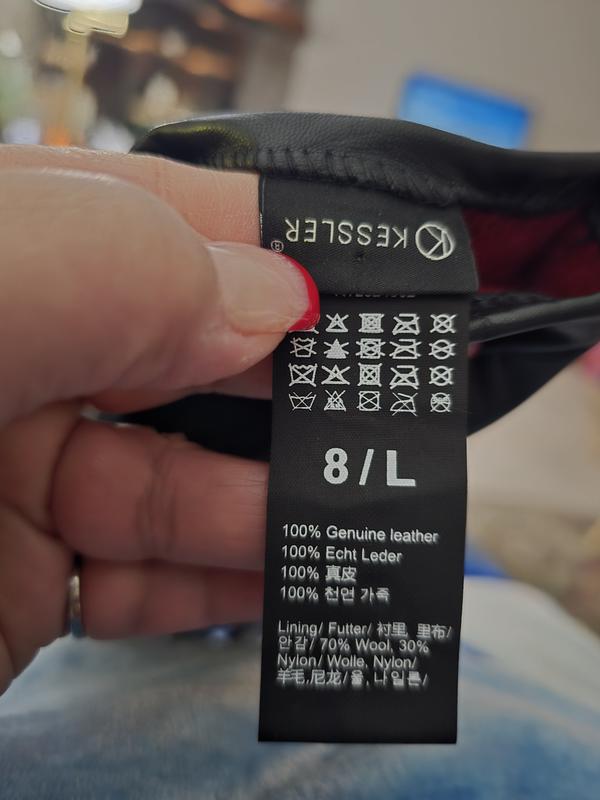 KESSLER
®
8/L
100% Genuine leather
100% Echt Leder
100% 真皮
100% 천연 가죽
Lining/ Futter/ 衬里, 里布/
안감/ 70% Wool, 30%
Nylon/ Wolle, Nylon/
羊毛,尼龙/울, 나일론/